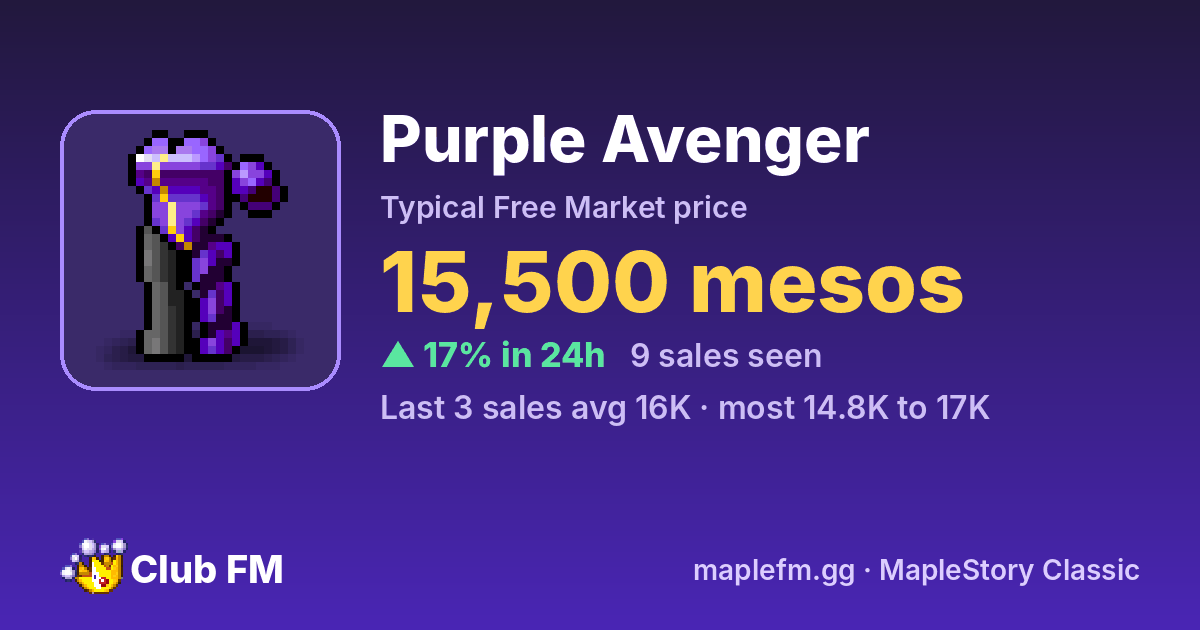 Purple Avenger
Typical Free Market price
15,500 mesos
▲ 17% in 24h 9 sales seen
Last 3 sales avg 16K · most 14.8K to 17K
Club FM
maplefm.gg · MapleStory Classic